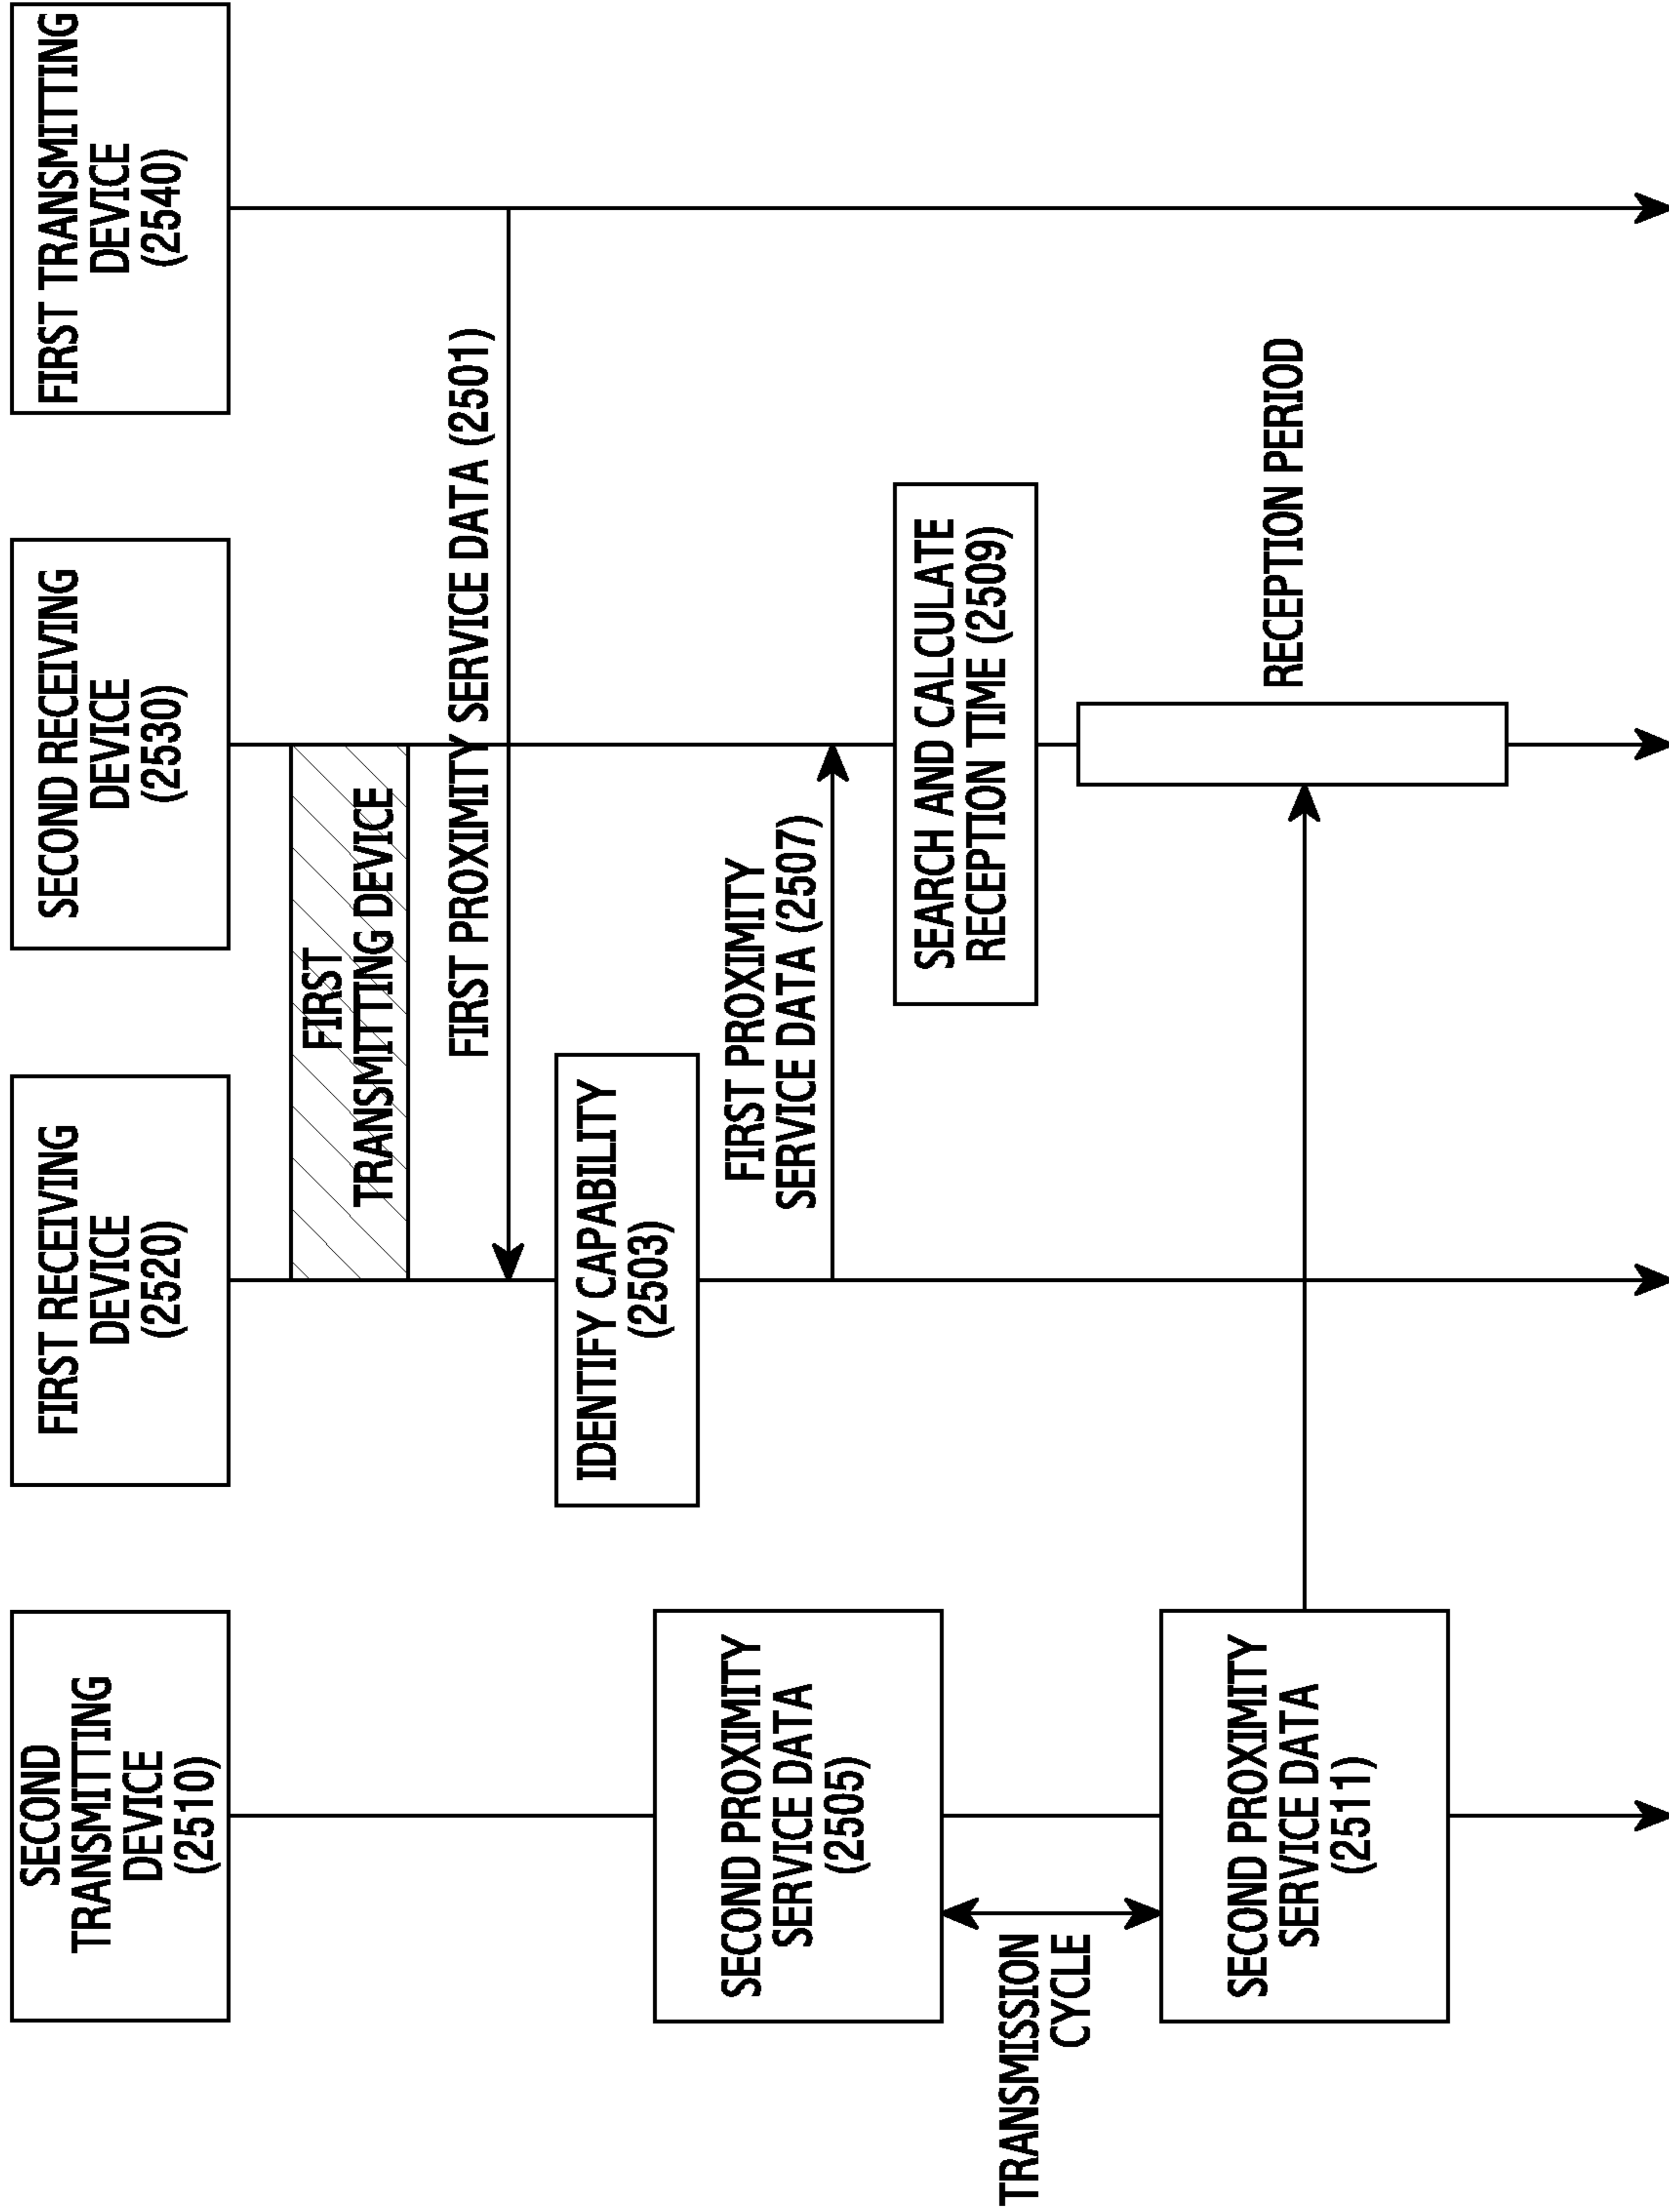 SECOND
TRANSMITTING
DEVICE
(2510)
FIRST RECEIVING
DEVICE
(2520)
SECOND RECEIVING
DEVICE
(2530)
FIRST TRANSMITTING
DEVICE
(2540)
FIRST
TRANSMITTING DEVICE
FIRST PROXIMITY SERVICE DATA (2501)
IDENTIFY CAPABILITY
(2503)
SECOND PROXIMITY
SERVICE DATA
(2505)
FIRST PROXIMITY
SERVICE DATA (2507)
SEARCH AND CALCULATE
RECEPTION TIME (2509)
TRANSMISSION
CYCLE
SECOND PROXIMITY
SERVICE DATA
(2511)
RECEPTION PERIOD